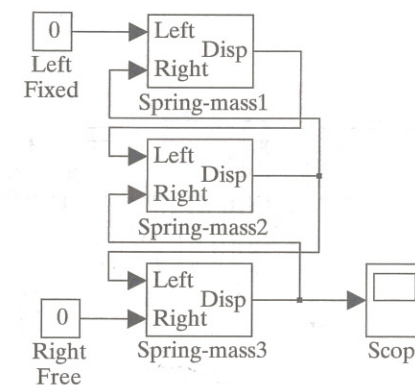 0
Left
Fixed
Left
Right
Disp
Spring-mass1
Left
Right
Disp
Spring-mass2
Left
Right
Disp
Spring-mass3
0
Right
Free
Scop